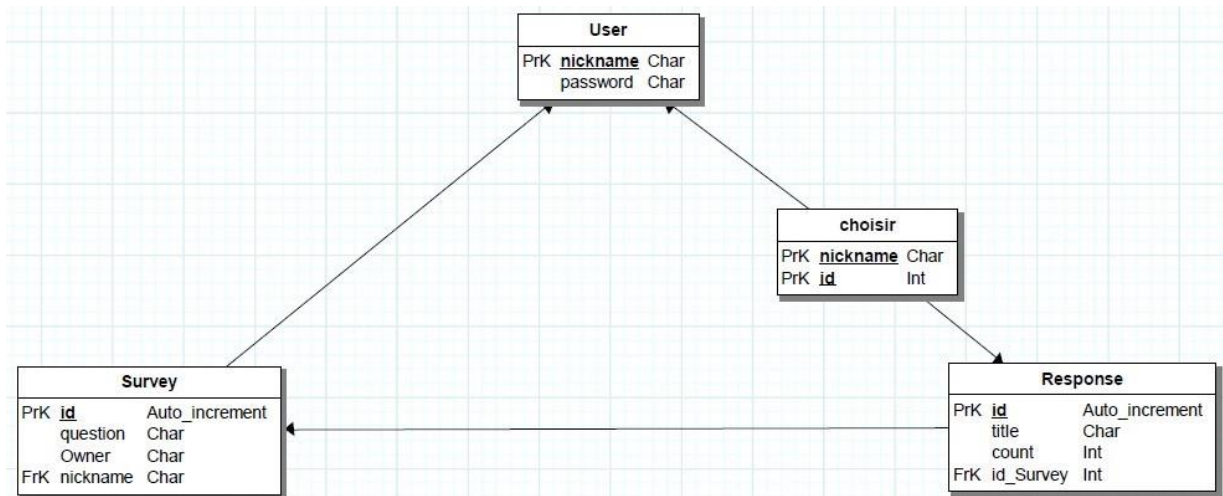 User
PrK nickname Char
password Char
choisir
PrK nickname Char
PrK id Int
Survey
PrK id Auto_increment
question Char
Owner Char
FrK nickname Char
Response
PrK id Auto_increment
title Char
count Int
FrK id_Survey Int